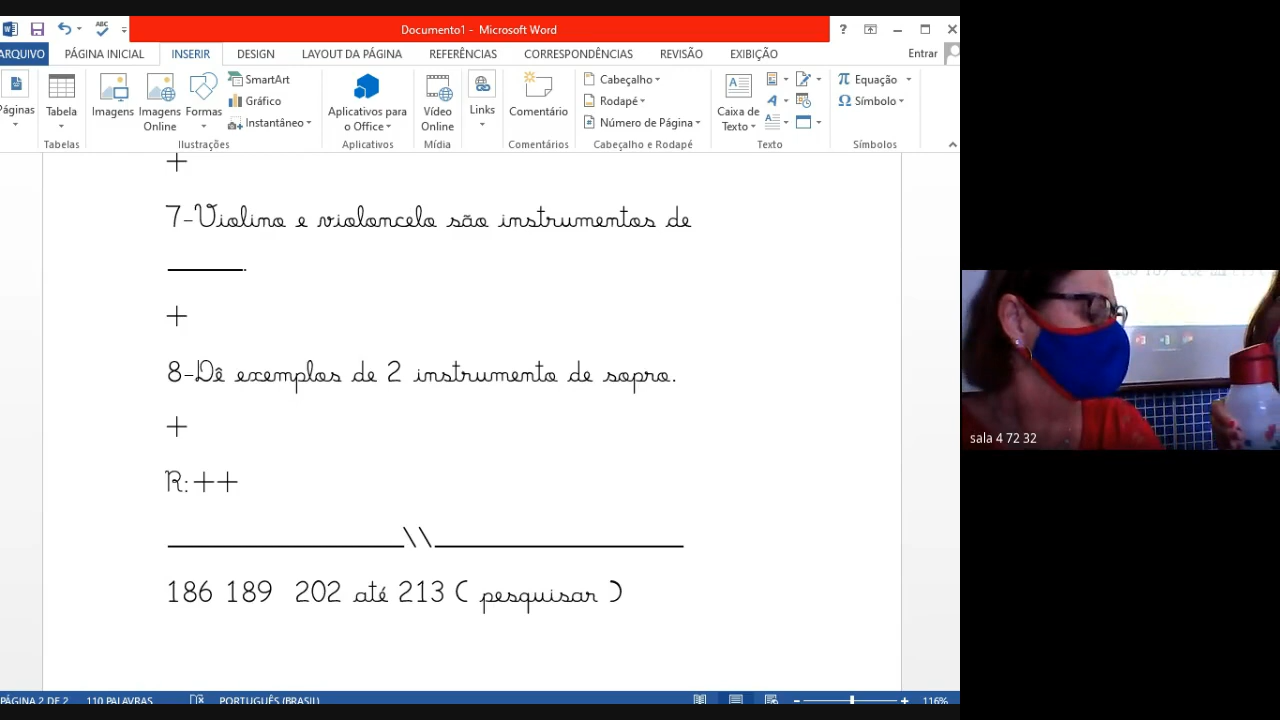 Documento1 - Microsoft Word
ABC
ARQUIVO PÁGINA INICIAL INSERIR DESIGN LAYOUT DA PÁGINA REFERÊNCIAS CORRESPONDÊNCIAS REVISÃO EXIBIÇÃO Entrar
Páginas
Tabela
Imagens
Imagens Online
Formas
SmartArt
Gráfico
Instantâneo
Aplicativos para o Office
Vídeo Online
Links
Comentário
Cabeçalho
Rodapé
Número de Página
Caixa de Texto
Equação
Símbolo
Tabelas Ilustrações Aplicativos Mídia Comentários Cabeçalho e Rodapé Texto Símbolos
+
7-Violino e violoncelo são instrumentos de
______.
+
8-Dê exemplos de 2 instrumento de sopro.
+
R:++
__________________\\___________________
186 189 202 até 213 ( pesquisar )
sala 4 72 32
PÁGINA 2 DE 2 110 PALAVRAS PORTUGUÊS (BRASIL) 116%